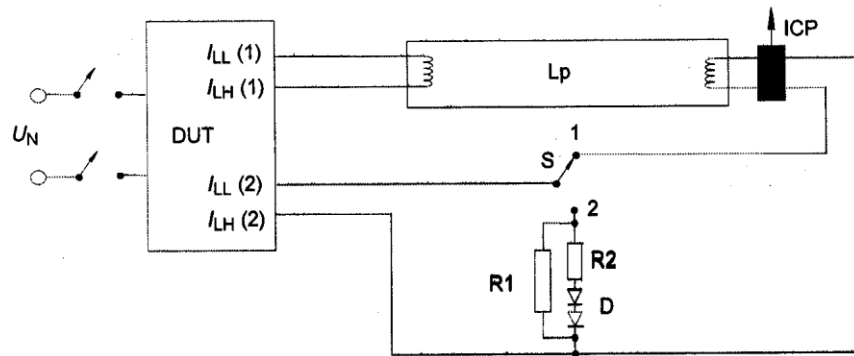 ICP
I_LL (1)
Lp
I_LH (1)
U_N
DUT
1
S
I_LL (2)
I_LH (2)
2
R1
R2
D